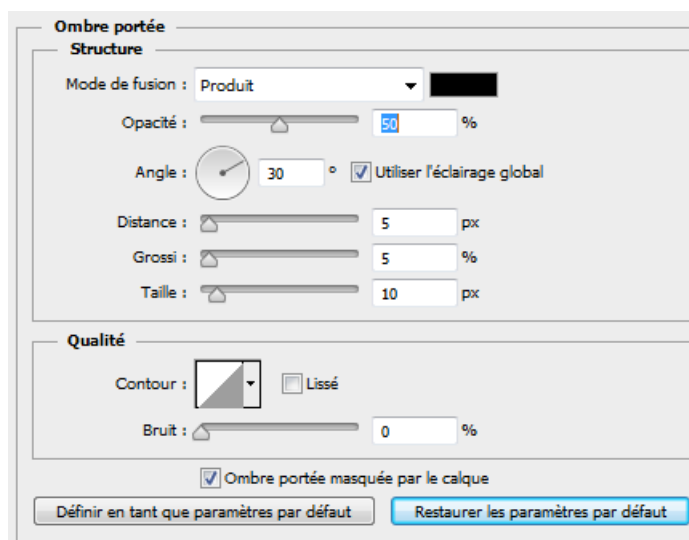 Ombre portée
Structure
Mode de fusion : Produit
Opacité : 50 %
Angle : 30 ° Utiliser l'éclairage global
Distance : 5 px
Grossi : 5 %
Taille : 10 px
Qualité
Contour : Lissé
Bruit : 0 %
Ombre portée masquée par le calque
Définir en tant que paramètres par défaut Restaurer les paramètres par défaut